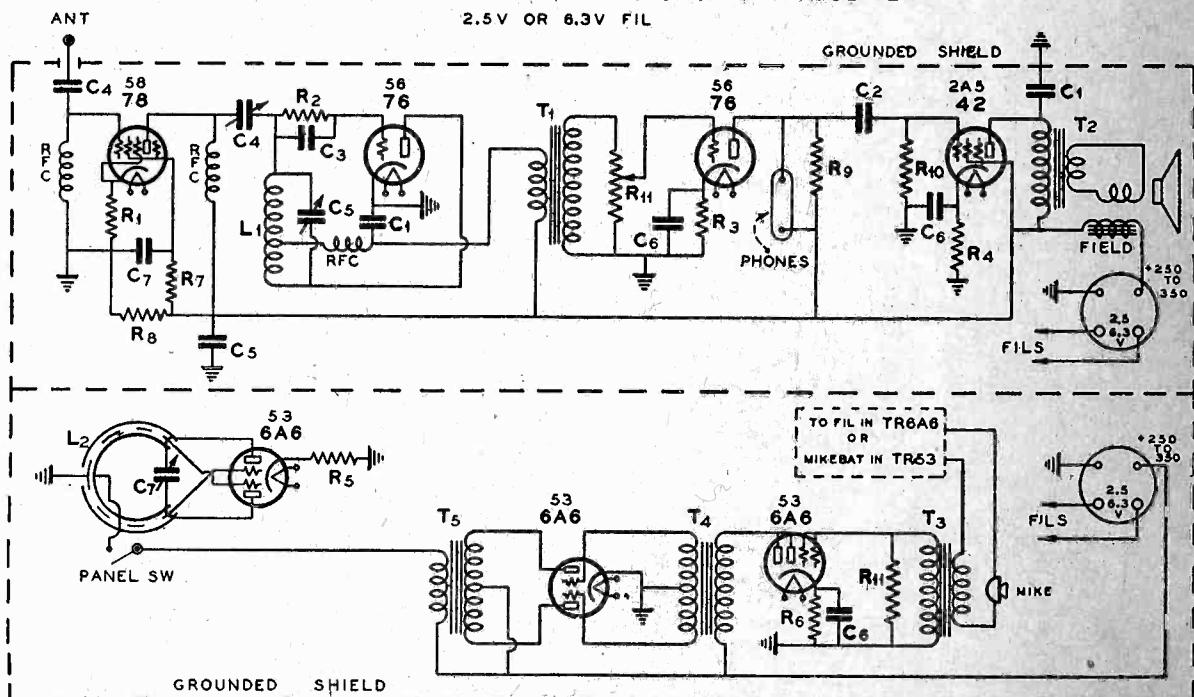 ANT
2.5V OR 6.3V FIL
GROUNDED SHIELD
C4
58
78
C4
R2
C3
56
76
T1
56
76
C2
2A5
42
C1
T2
RFC
RFC
R1
C7
R7
R8
C5
L1
C5
C1
RFC
R11
C6
R3
PHONES
R9
R10
C6
R4
FIELD
+250
TO
350
2.5
6.3
V
FILS
L2
C7
53
6A6
R5
PANEL SW
T5
53
6A6
T4
53
6A6
R6
C6
R11
T3
TO FIL IN TR6A6
OR
MIKEBAT IN TR53
MIKE
+250
TO
350
2.5
6.3
V
FILS
GROUNDED SHIELD